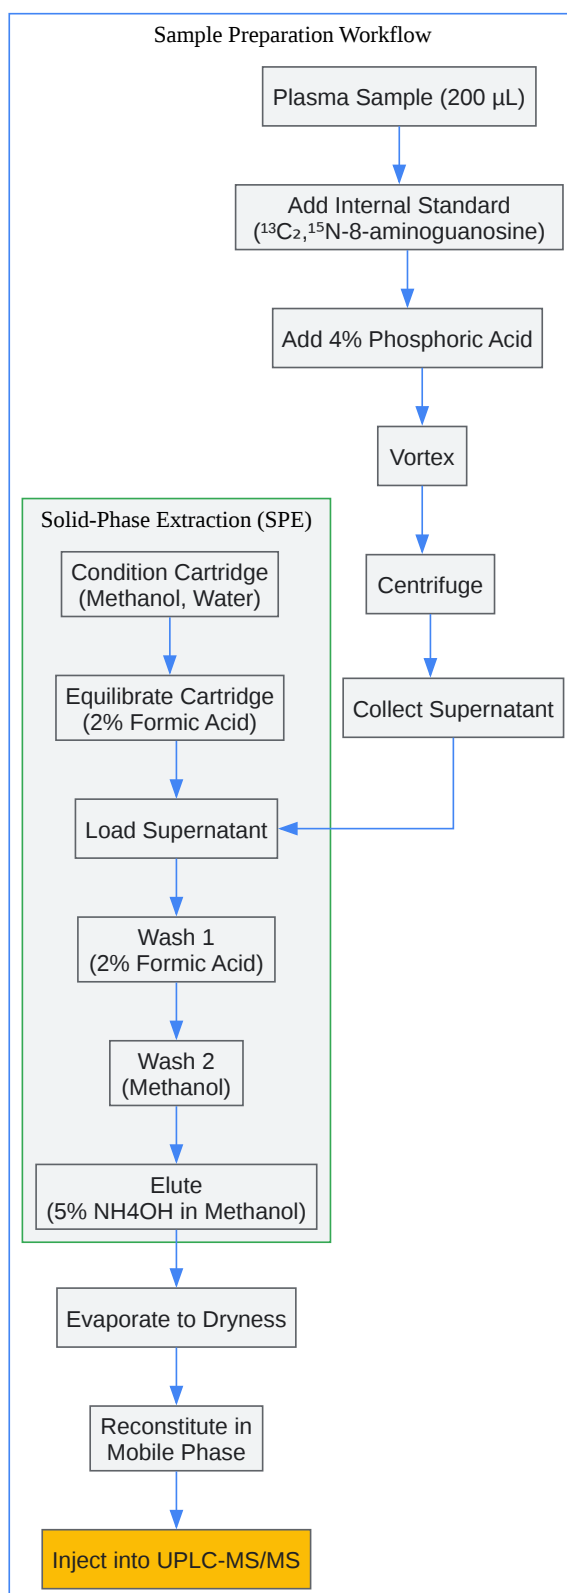 Sample Preparation Workflow
Plasma Sample (200 µL)
Add Internal Standard
(¹³C₂,¹⁵N-8-aminoguanosine)
Add 4% Phosphoric Acid
Vortex
Centrifuge
Collect Supernatant
Solid-Phase Extraction (SPE)
Condition Cartridge
(Methanol, Water)
Equilibrate Cartridge
(2% Formic Acid)
Load Supernatant
Wash 1
(2% Formic Acid)
Wash 2
(Methanol)
Elute
(5% NH4OH in Methanol)
Evaporate to Dryness
Reconstitute in
Mobile Phase
Inject into UPLC-MS/MS